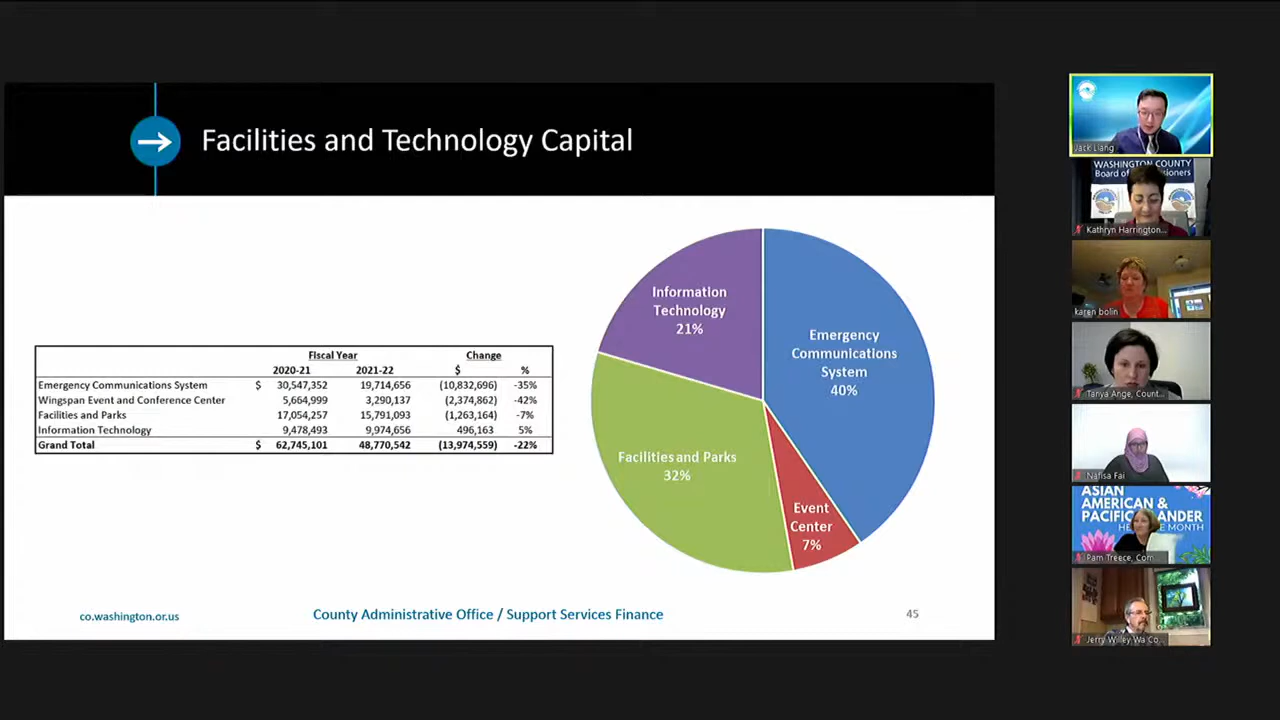 Facilities and Technology Capital
Fiscal Year Change
2020-21 2021-22 $ %
Emergency Communications System $ 30,547,352 19,714,656 (10,832,696) -35%
Wingspan Event and Conference Center 5,664,999 3,290,137 (2,374,862) -42%
Facilities and Parks 17,054,257 15,791,093 (1,263,164) -7%
Information Technology 9,478,493 9,974,656 496,163 5%
Grand Total $ 62,745,101 48,770,542 (13,974,559) -22%
Information
Technology
21%
Emergency
Communications
System
40%
Facilities and Parks
32%
Event
Center
7%
co.washington.or.us
County Administrative Office / Support Services Finance
45
Jack Liang
WASHINGTON COUNTY
Board of
Kathryn Harrington...
karen bolin
Tanya Ange, Count...
Nafisa Fai
ASIAN
AMERICAN &
PACIFIC
MONTH
Pam Treece, Com...
Jerry Willey Wa Co...